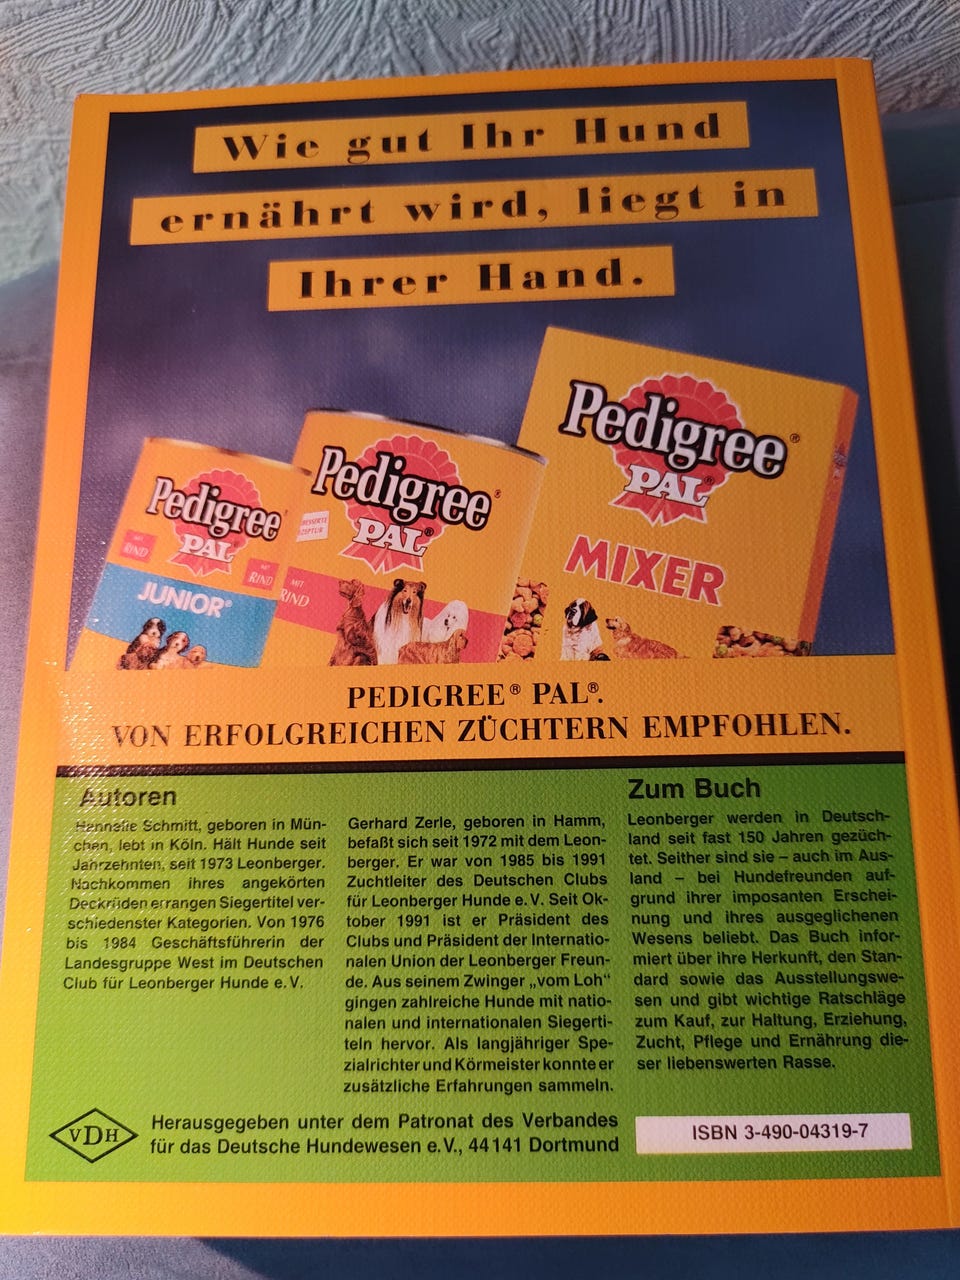 Wie gut Ihr Hund
ernährt wird, liegt in
Ihrer Hand.
Pedigree®
PAL®
MIXER
Pedigree®
PAL®
BESSERTE
ZEPTUR
MIT
RIND
Pedigree
PAL
MIT
RIND
MIT
RIND
JUNIOR®
PEDIGREE® PAL®.
VON ERFOLGREICHEN ZÜCHTERN EMPFOHLEN.
Autoren
Hannelie Schmitt, geboren in Mün-
chen, lebt in Köln. Hält Hunde seit
Jahrzehnten, seit 1973 Leonberger.
Nachkommen ihres angekörten
Deckrüden errangen Siegertitel ver-
schiedenster Kategorien. Von 1976
bis 1984 Geschäftsführerin der
Landesgruppe West im Deutschen
Club für Leonberger Hunde e. V.
Gerhard Zerle, geboren in Hamm,
befaßt sich seit 1972 mit dem Leon-
berger. Er war von 1985 bis 1991
Zuchtleiter des Deutschen Clubs
für Leonberger Hunde e. V. Seit Ok-
tober 1991 ist er Präsident des
Clubs und Präsident der Internatio-
nalen Union der Leonberger Freun-
de. Aus seinem Zwinger „vom Loh“
gingen zahlreiche Hunde mit natio-
nalen und internationalen Siegerti-
teln hervor. Als langjähriger Spe-
zialrichter und Körmeister konnte er
zusätzliche Erfahrungen sammeln.
Zum Buch
Leonberger werden in Deutsch-
land seit fast 150 Jahren gezüch-
tet. Seither sind sie – auch im Aus-
land – bei Hundefreunden auf-
grund ihrer imposanten Erschei-
nung und ihres ausgeglichenen
Wesens beliebt. Das Buch infor-
miert über ihre Herkunft, den Stan-
dard sowie das Ausstellungswe-
sen und gibt wichtige Ratschläge
zum Kauf, zur Haltung, Erziehung,
Zucht, Pflege und Ernährung die-
ser liebenswerten Rasse.
VDH
Herausgegeben unter dem Patronat des Verbandes
für das Deutsche Hundewesen e. V., 44 141 Dortmund
ISBN 3-490-04319-7